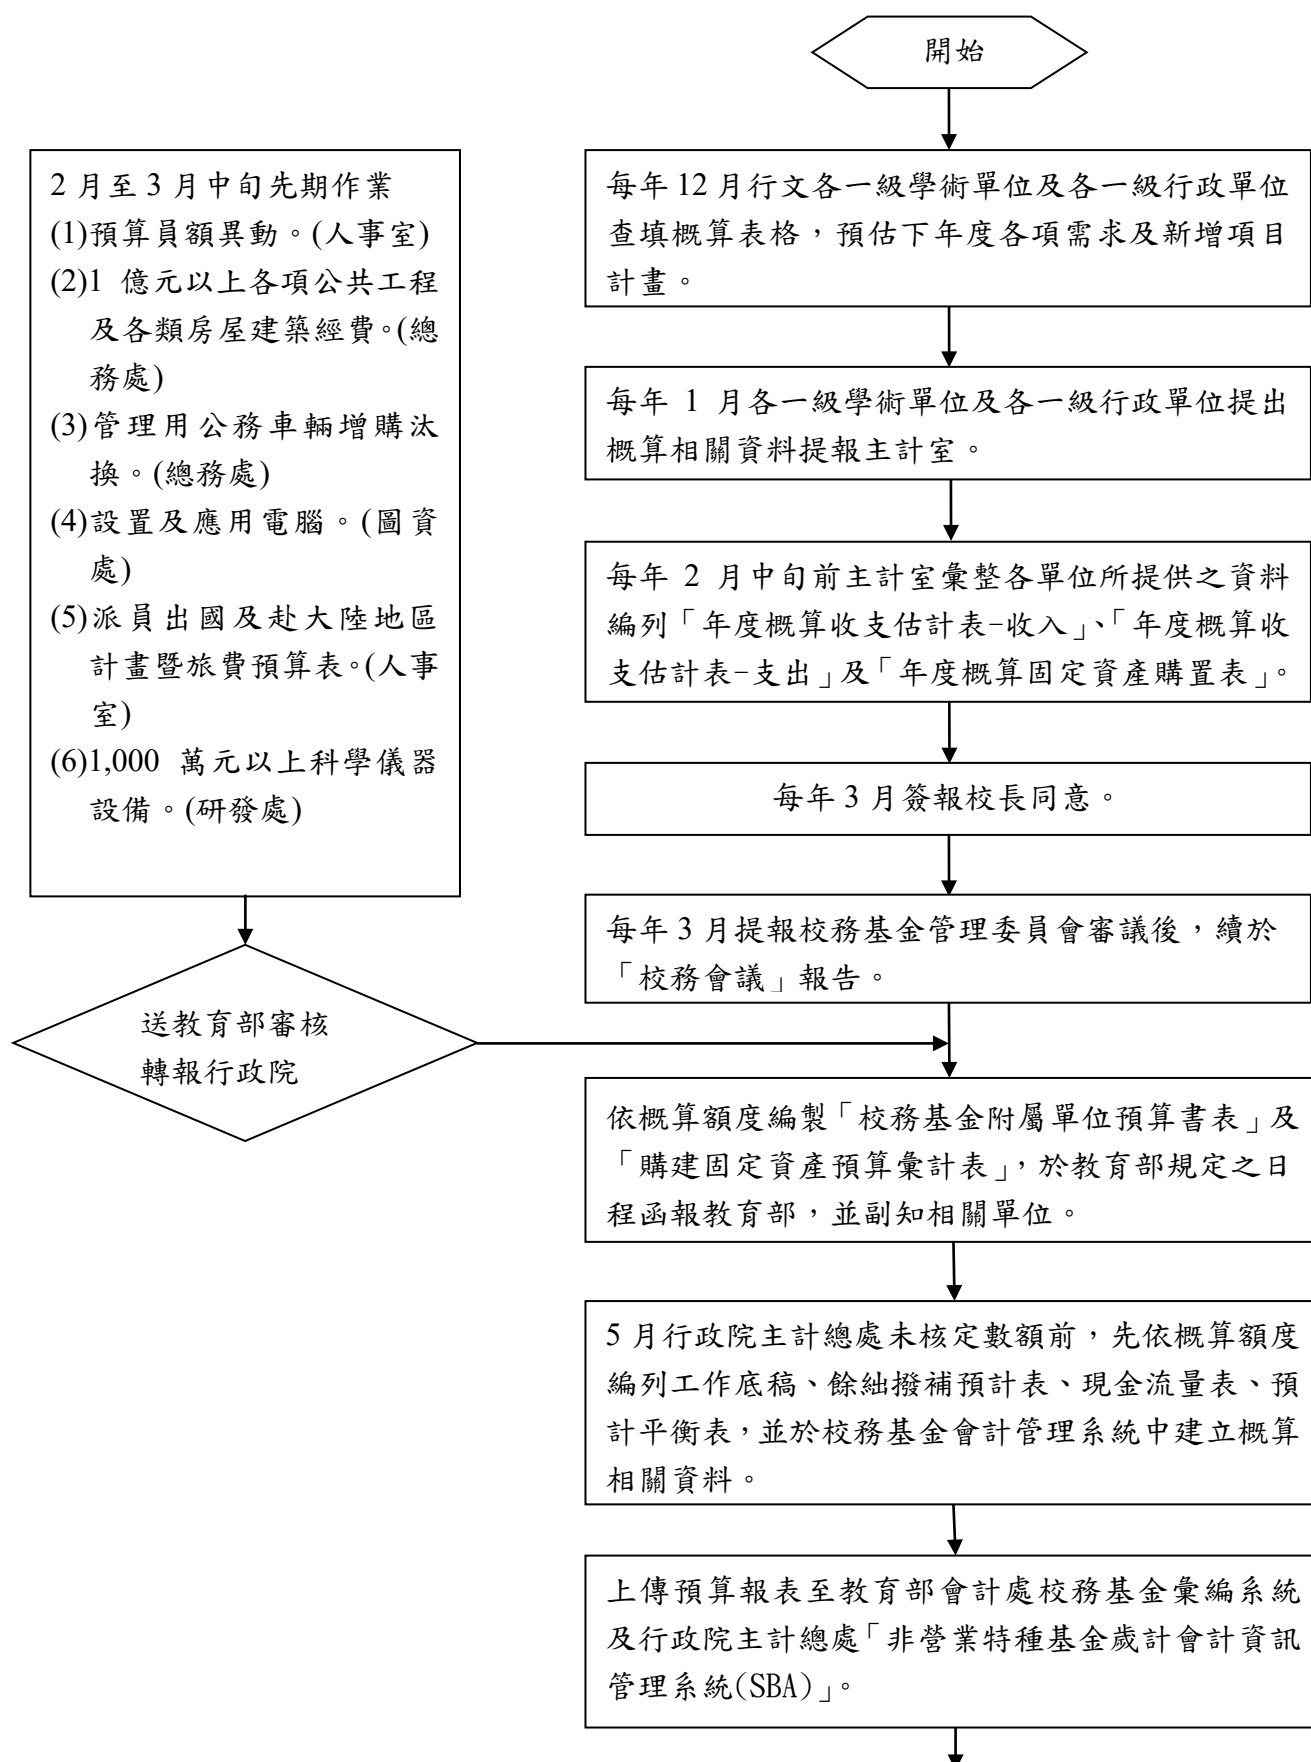 開始
2 月至 3 月中旬先期作業
(1)預算員額異動。(人事室)
(2)1 億元以上各項公共工程
及各類房屋建築經費。(總
務處)
(3)管理用公務車輛增購汰
換。(總務處)
(4)設置及應用電腦。(圖資
處)
(5)派員出國及赴大陸地區
計畫暨旅費預算表。(人事
室)
(6)1,000 萬元以上科學儀器
設備。(研發處)
送教育部審核
轉報行政院
每年 12 月行文各一級學術單位及各一級行政單位
查填概算表格，預估下年度各項需求及新增項目
計畫。
每年 1 月各一級學術單位及各一級行政單位提出
概算相關資料提報主計室。
每年 2 月中旬前主計室彙整各單位所提供之資料
編列「年度概算收支估計表-收入」、「年度概算收
支估計表-支出」及「年度概算固定資產購置表」。
每年 3 月簽報校長同意。
每年 3 月提報校務基金管理委員會審議後，續於
「校務會議」報告。
依概算額度編製「校務基金附屬單位預算書表」及
「購建固定資產預算彙計表」，於教育部規定之日
程函報教育部，並副知相關單位。
5 月行政院主計總處未核定數額前，先依概算額度
編列工作底稿、餘絀撥補預計表、現金流量表、預
計平衡表，並於校務基金會計管理系統中建立概算
相關資料。
上傳預算報表至教育部會計處校務基金彙編系統
及行政院主計總處「非營業特種基金歲計會計資訊
管理系統(SBA)」。